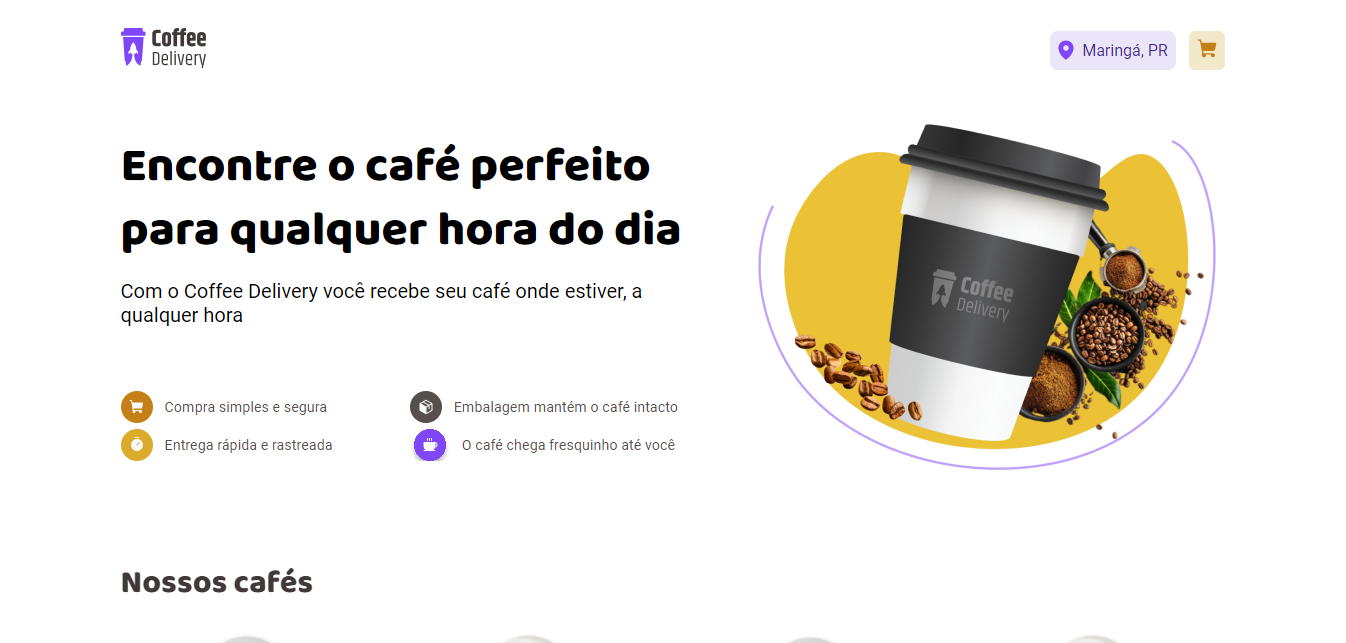 Coffee
Delivery
Maringá, PR
Encontre o café perfeito
para qualquer hora do dia
Com o Coffee Delivery você recebe seu café onde estiver, a
qualquer hora
Compra simples e segura
Embalagem mantém o café intacto
Entrega rápida e rastreada
O café chega fresquinho até você
Coffee
Delivery
Nossos cafés